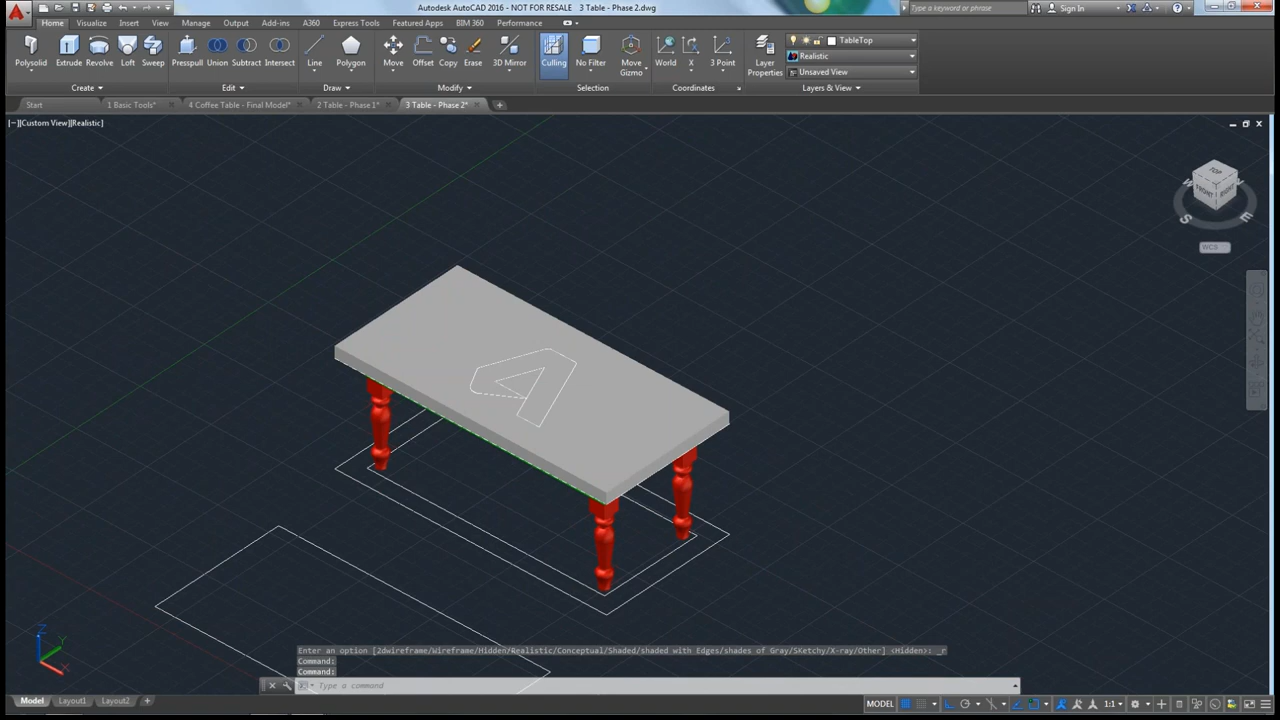 Autodesk AutoCAD 2016 - NOT FOR RESALE 3 Table - Phase 2.dwg
Type a keyword or phrase
Sign In
Home Visualize Insert View Manage Output Add-ins A360 Express Tools Featured Apps BIM 360 Performance
Polysolid Extrude Revolve Loft Sweep Presspull Union Subtract Intersect Line Polygon Move Offset Copy Erase 3D Mirror Culling No Filter Move Gizmo World X 3 Point Layer Properties
TableTop
Realistic
Unsaved View
Create Edit Draw Modify Selection Coordinates Layers & View
Start 1 Basic Tools* 4 Coffee Table - Final Model* 2 Table - Phase 1* 3 Table - Phase 2*
[−][Custom View][Realistic]
TOP
FRONT RIGHT
W N
S E
WCS
Z
Y
X
Enter an option [2dwireframe/Wireframe/Hidden/Realistic/Conceptual/Shaded/shaded with Edges/shades of Gray/SKetchy/X-ray/Other] <Hidden>: _r
Command:
Command:
Type a command
Model Layout1 Layout2
MODEL
1:1